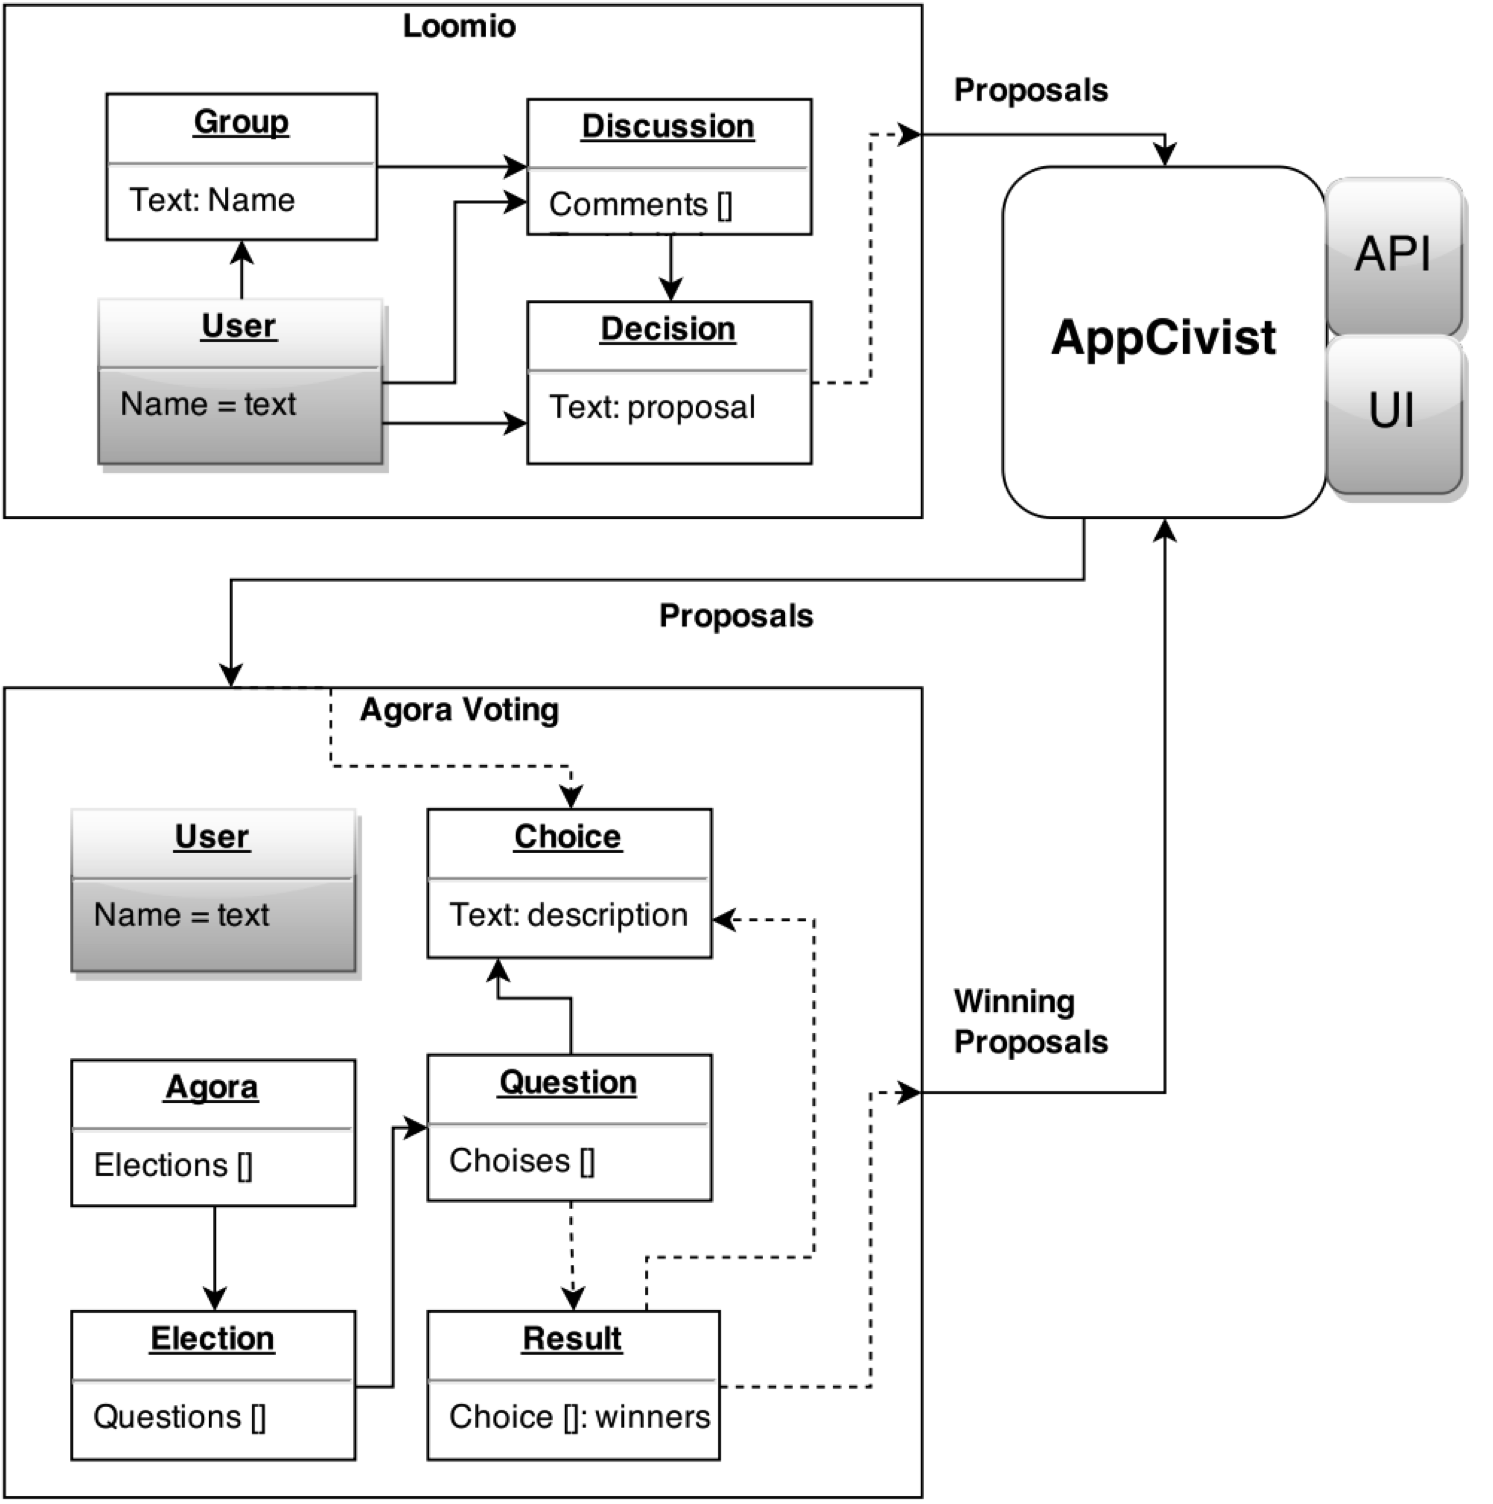 Loomio
Group
Text: Name
Discussion
Comments []
User
Name = text
Decision
Text: proposal
Proposals
AppCivist
API
UI
Proposals
Agora Voting
User
Name = text
Choice
Text: description
Agora
Elections []
Question
Choises []
Election
Questions []
Result
Choice []: winners
Winning
Proposals